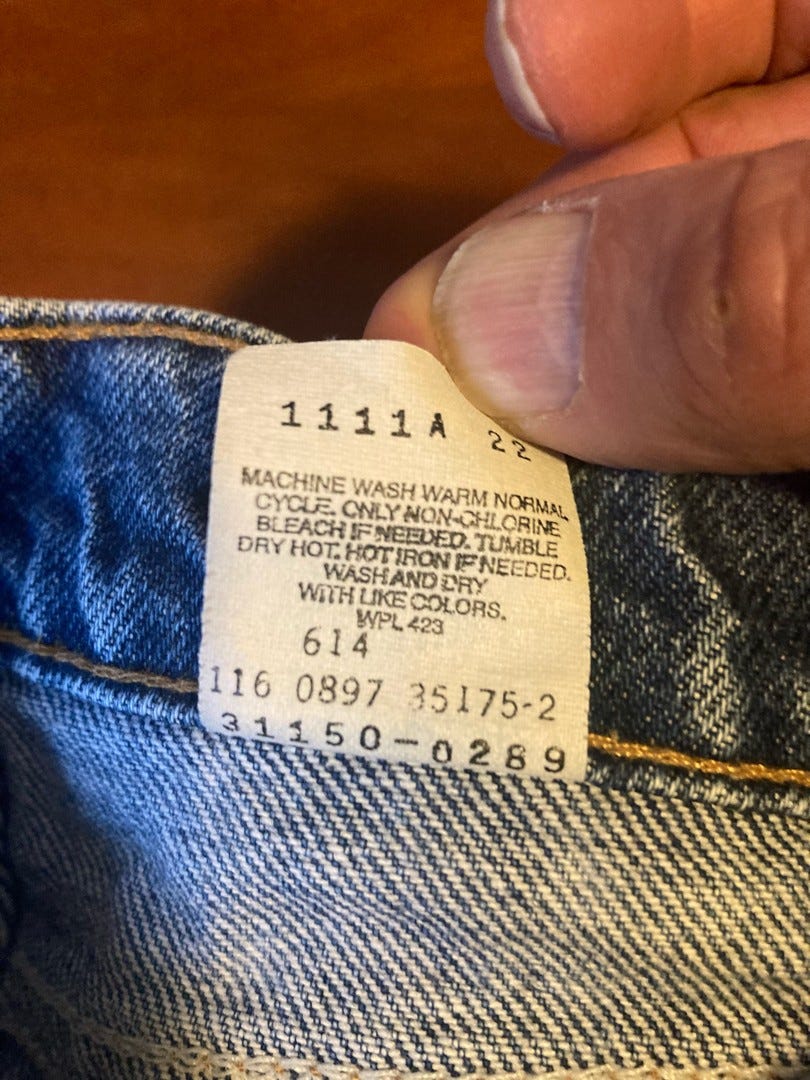 1111A 22
MACHINE WASH WARM NORMAL
CYCLE. ONLY NON-CHLORINE
BLEACH IF NEEDED. TUMBLE
DRY HOT. HOT IRON IF NEEDED.
WASH AND DRY
WITH LIKE COLORS.
WPL 423
614
116 0897 35175-2
31150-0289